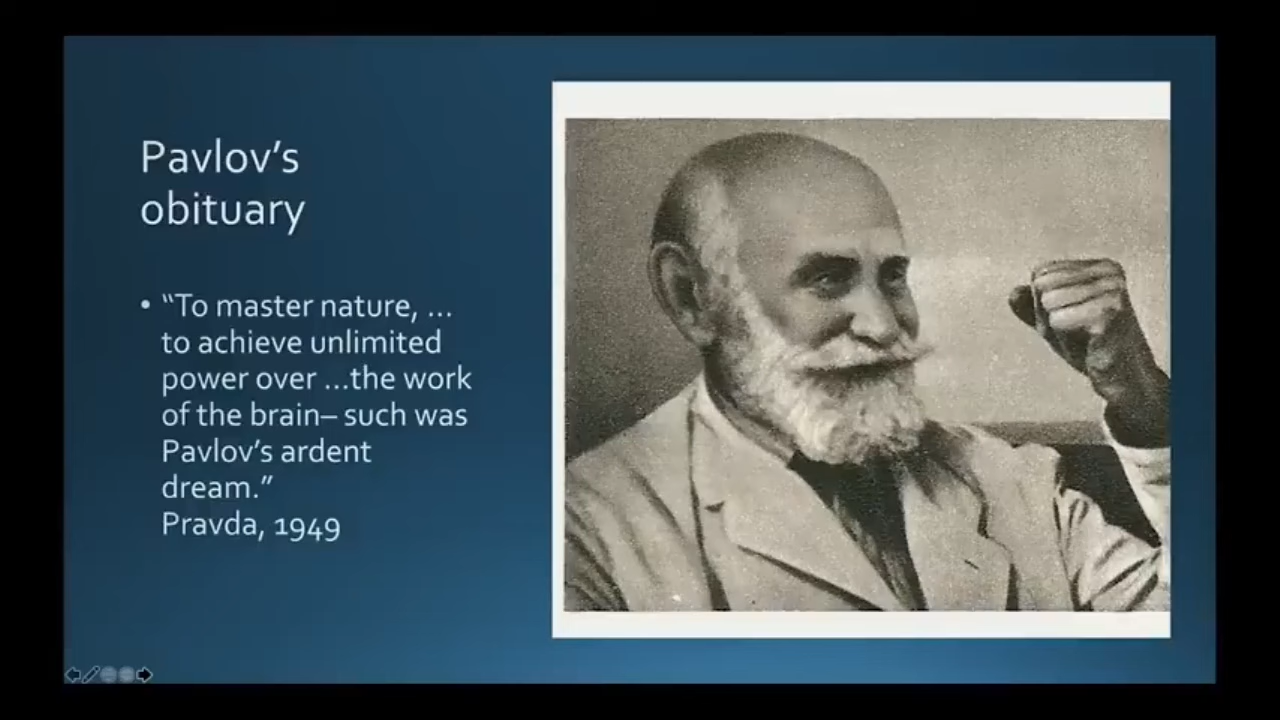 Pavlov's
obituary
• "To master nature, ...
to achieve unlimited
power over ...the work
of the brain– such was
Pavlov's ardent
dream."
Pravda, 1949